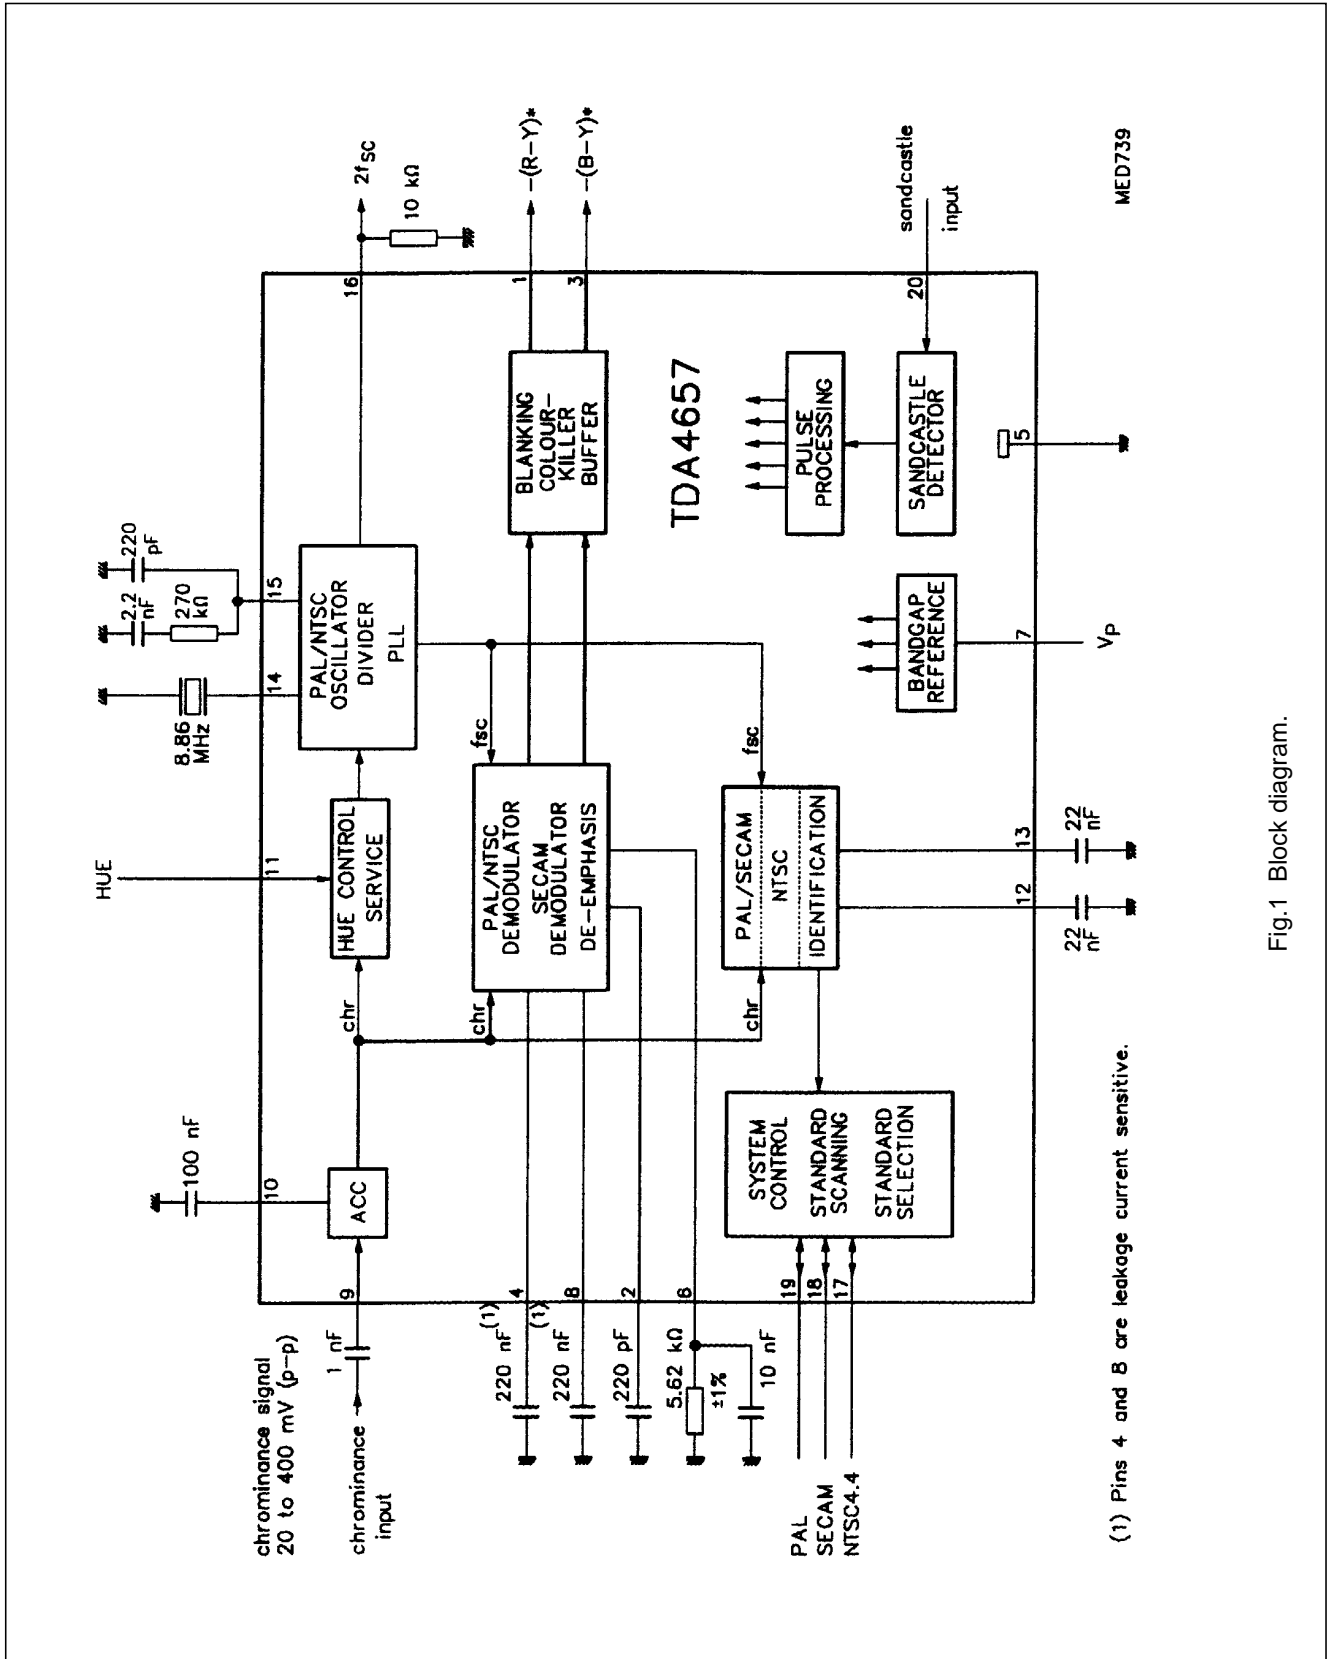 chrominance signal
20 to 400 mV (p-p)
chrominance
input
1 nF
9
100 nF
10
ACC
chr
HUE
11
HUE CONTROL
SERVICE
8.86
MHz
14
2.2
nF
270
kΩ
220
pF
15
PAL/NTSC
OSCILLATOR
DIVIDER
PLL
16
2fSC
10 kΩ
220 nF
(1)
4
220 nF
(1)
8
220 pF
2
5.62 kΩ
±1%
6
10 nF
chr
PAL/NTSC
DEMODULATOR
SECAM
DEMODULATOR
DE-EMPHASIS
fsc
BLANKING
COLOUR-
KILLER
BUFFER
1
-(R-Y)*
3
-(B-Y)*
TDA4657
PAL
SECAM
NTSC4.4
19
18
17
SYSTEM
CONTROL
STANDARD
SCANNING
STANDARD
SELECTION
chr
PAL/SECAM
NTSC
IDENTIFICATION
fsc
12
22
nF
13
22
nF
BANDGAP
REFERENCE
7
VP
PULSE
PROCESSING
SANDCASTLE
DETECTOR
5
20
sandcastle
input
(1) Pins 4 and 8 are leakage current sensitive.
MED739
Fig.1 Block diagram.